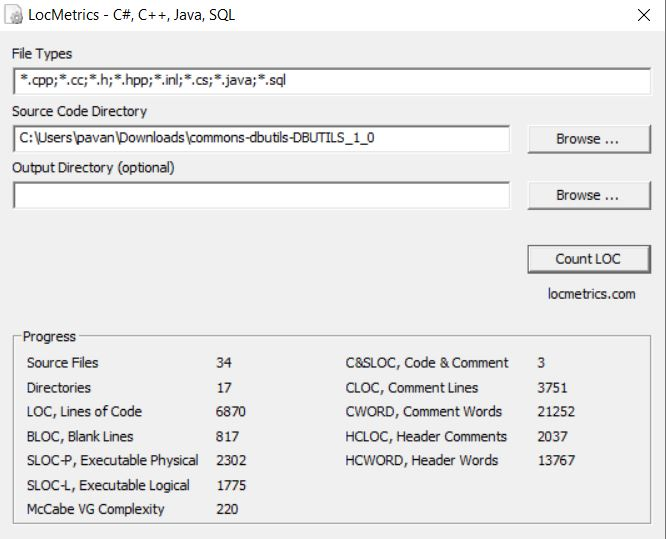 LocMetrics - C#, C++, Java, SQL
File Types
*.cpp;*.cc;*.h;*.hpp;*.inl;*.cs;*.java;*.sql
Source Code Directory
C:\Users\pavan\Downloads\commons-dbutils-DBUTILS_1_0 Browse ...
Output Directory (optional)
Browse ...
Count LOC
locmetrics.com
Progress
Source Files 34 C&SLOC, Code & Comment 3
Directories 17 CLOC, Comment Lines 3751
LOC, Lines of Code 6870 CWORD, Comment Words 21252
BLOC, Blank Lines 817 HCLOC, Header Comments 2037
SLOC-P, Executable Physical 2302 HCWORD, Header Words 13767
SLOC-L, Executable Logical 1775
McCabe VG Complexity 220